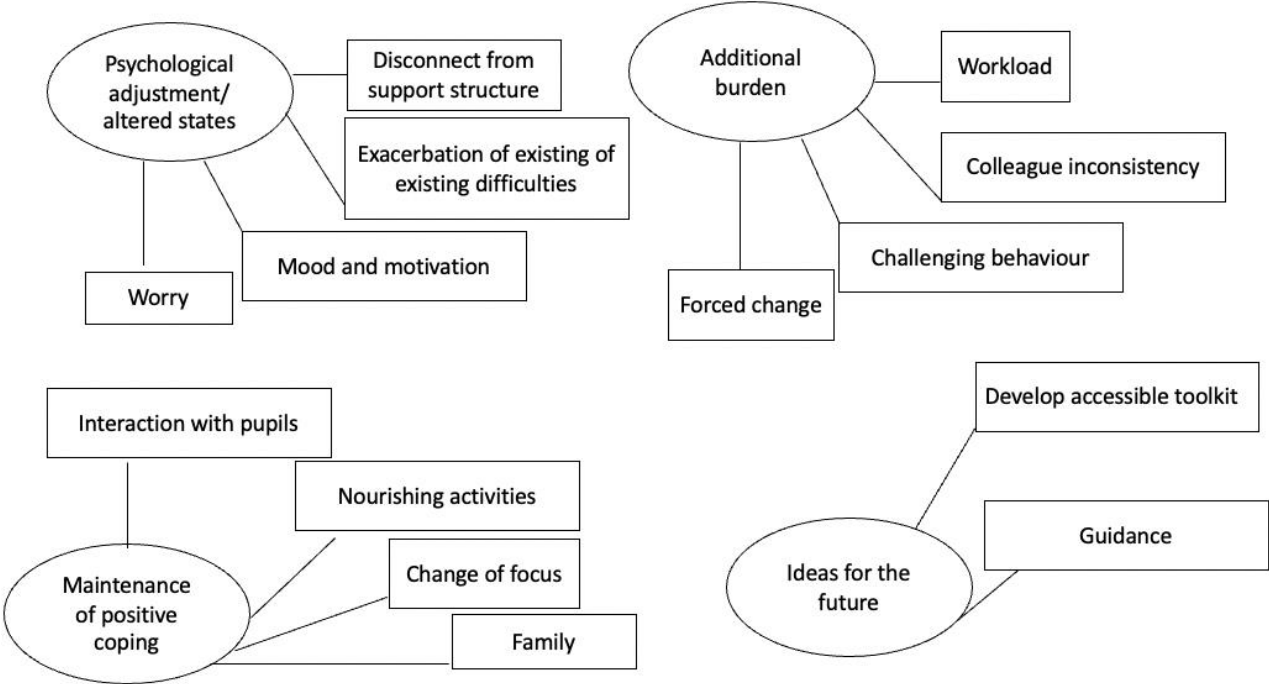 Psychological
adjustment/
altered states
Disconnect from
support structure
Exacerbation of existing of
existing difficulties
Mood and motivation
Worry
Additional
burden
Workload
Colleague inconsistency
Challenging behaviour
Forced change
Interaction with pupils
Nourishing activities
Change of focus
Family
Maintenance
of positive
coping
Develop accessible toolkit
Guidance
Ideas for the
future